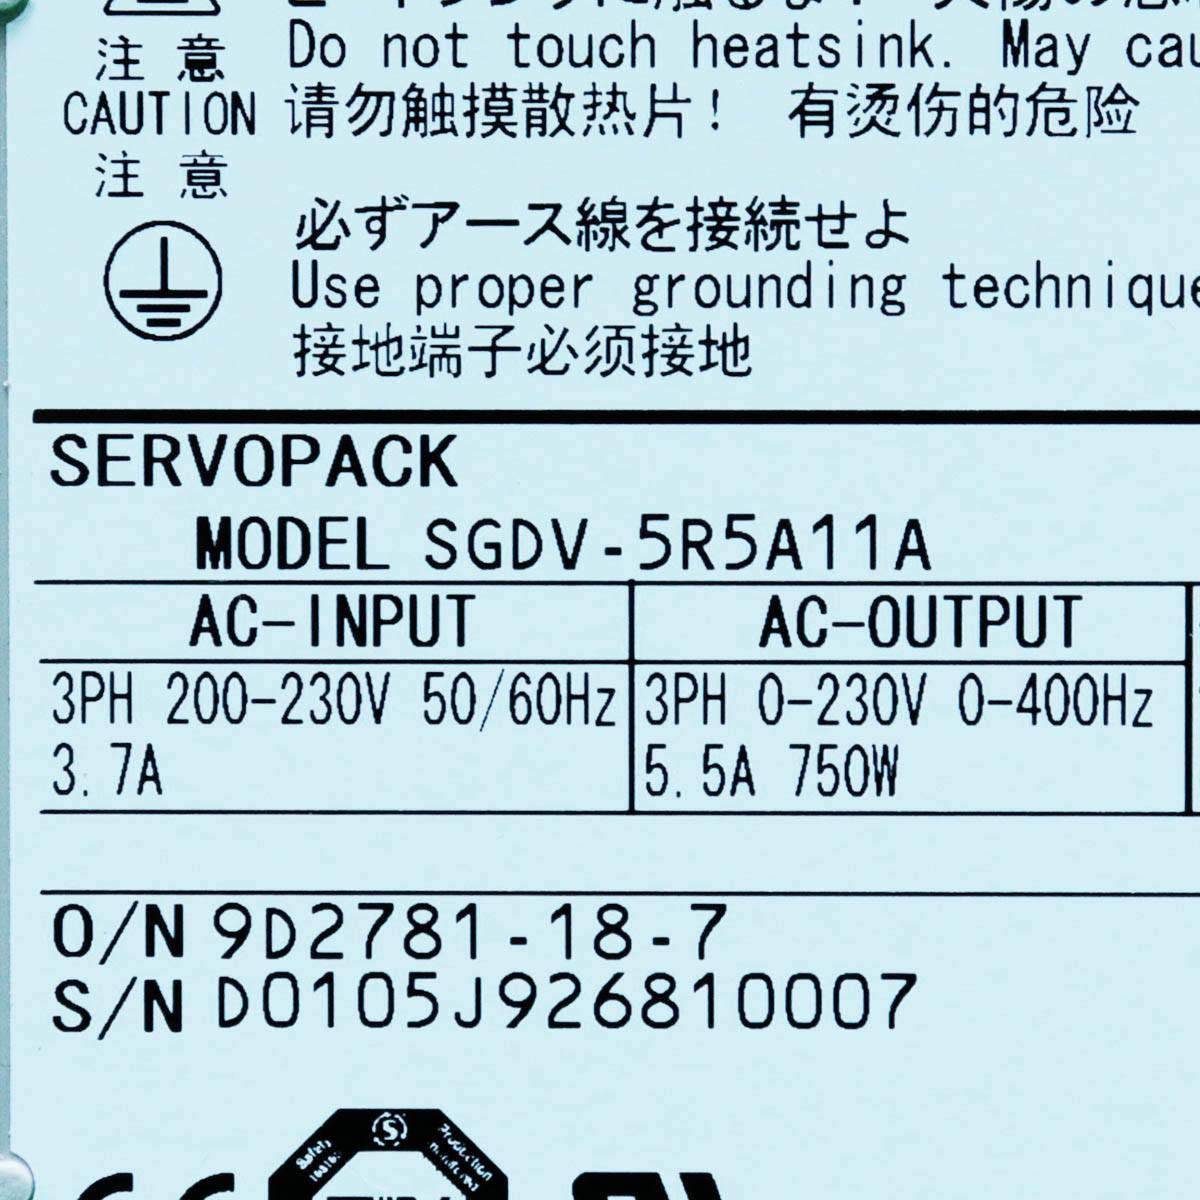 注 意
Do not touch heatsink. May cau
CAUTION 请勿触摸散热片! 有烫伤的危险
注 意
必ずアース線を接続せよ
Use proper grounding technique
接地端子必须接地
SERVOPACK
MODEL SGDV-5R5A11A
AC-INPUT AC-OUTPUT
3PH 200-230V 50/60Hz 3PH 0-230V 0-400Hz
3.7A 5.5A 750W
O/N 9D2781-18-7
S/N D0105J926810007
S
Safety Production